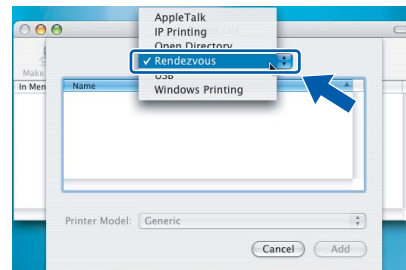 AppleTalk
IP Printing
Open Directory
✓ Rendezvous
USB
Windows Printing
Make
In Men
Name
Printer Model: Generic
Cancel Add